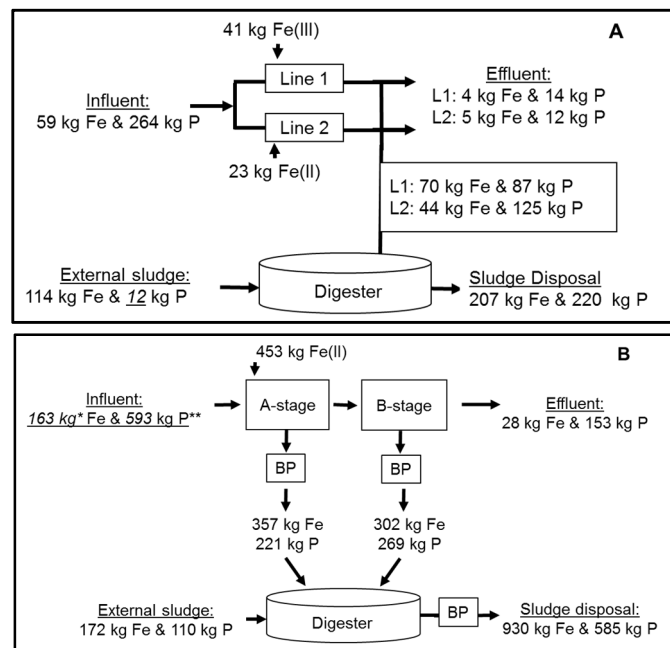 41 kg Fe(III)
A
Line 1
Influent:
59 kg Fe & 264 kg P
Effluent:
L1: 4 kg Fe & 14 kg P
L2: 5 kg Fe & 12 kg P
Line 2
23 kg Fe(II)
L1: 70 kg Fe & 87 kg P
L2: 44 kg Fe & 125 kg P
External sludge:
114 kg Fe & 12 kg P
Digester
Sludge Disposal
207 kg Fe & 220 kg P
453 kg Fe(II)
B
Influent:
163 kg* Fe & 593 kg P**
A-stage
B-stage
Effluent:
28 kg Fe & 153 kg P
BP
BP
357 kg Fe
221 kg P
302 kg Fe
269 kg P
External sludge:
172 kg Fe & 110 kg P
Digester
BP
Sludge disposal:
930 kg Fe & 585 kg P